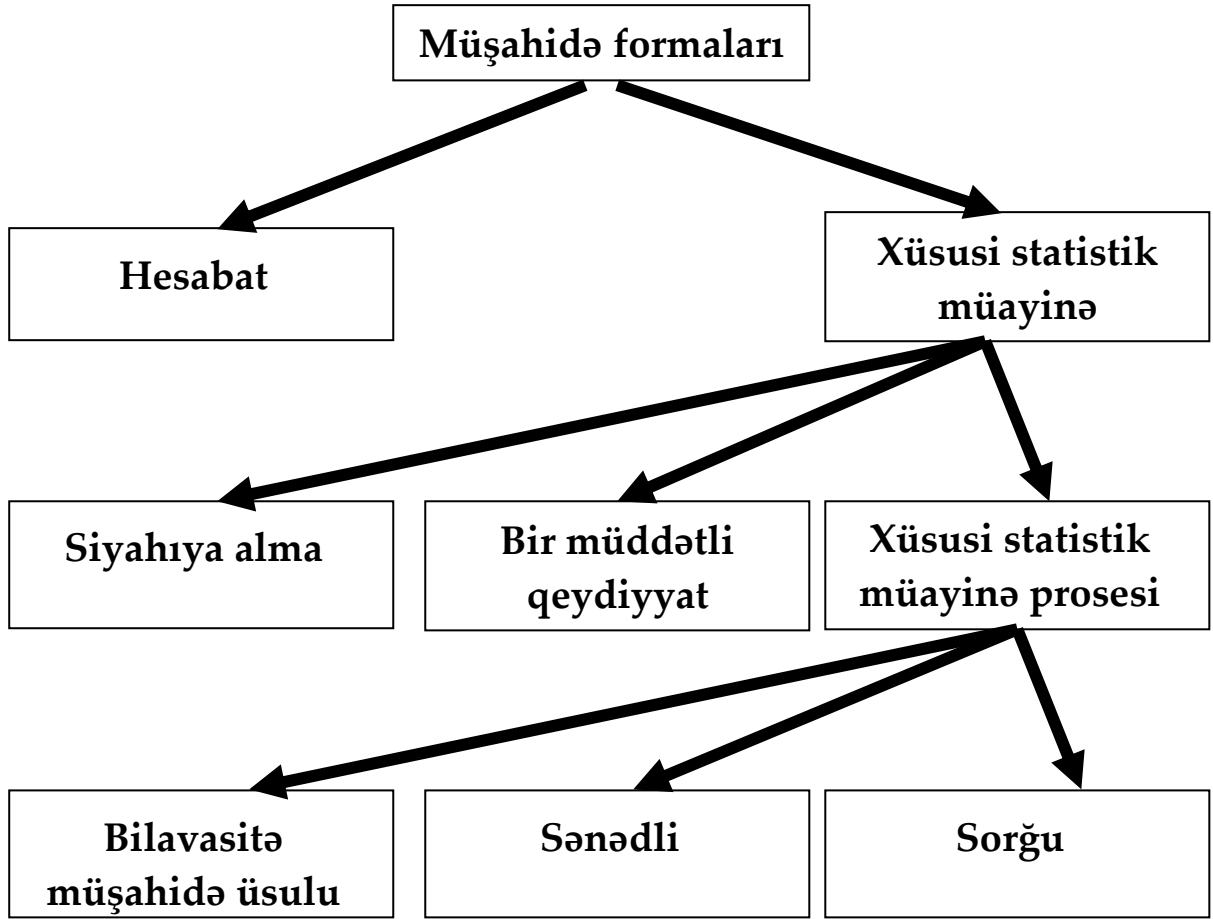 Müşahidə formaları
Hesabat
Xüsusi statistik
müayinə
Siyahıya alma
Bir müddətli
qeydiyyat
Xüsusi statistik
müayinə prosesi
Bilavasitə
müşahidə üsulu
Sənədli
Sorğu